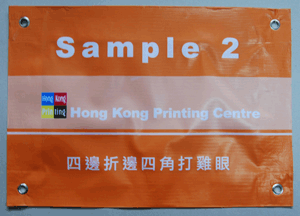 Sample 2
Hong Kong
Printing
Hong Kong Printing Centre
四邊折邊四角打雞眼